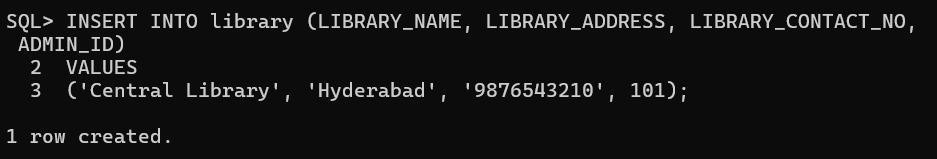 SQL> INSERT INTO library (LIBRARY_NAME, LIBRARY_ADDRESS, LIBRARY_CONTACT_NO,
 ADMIN_ID)
  2  VALUES
  3  ('Central Library', 'Hyderabad', '9876543210', 101);

1 row created.